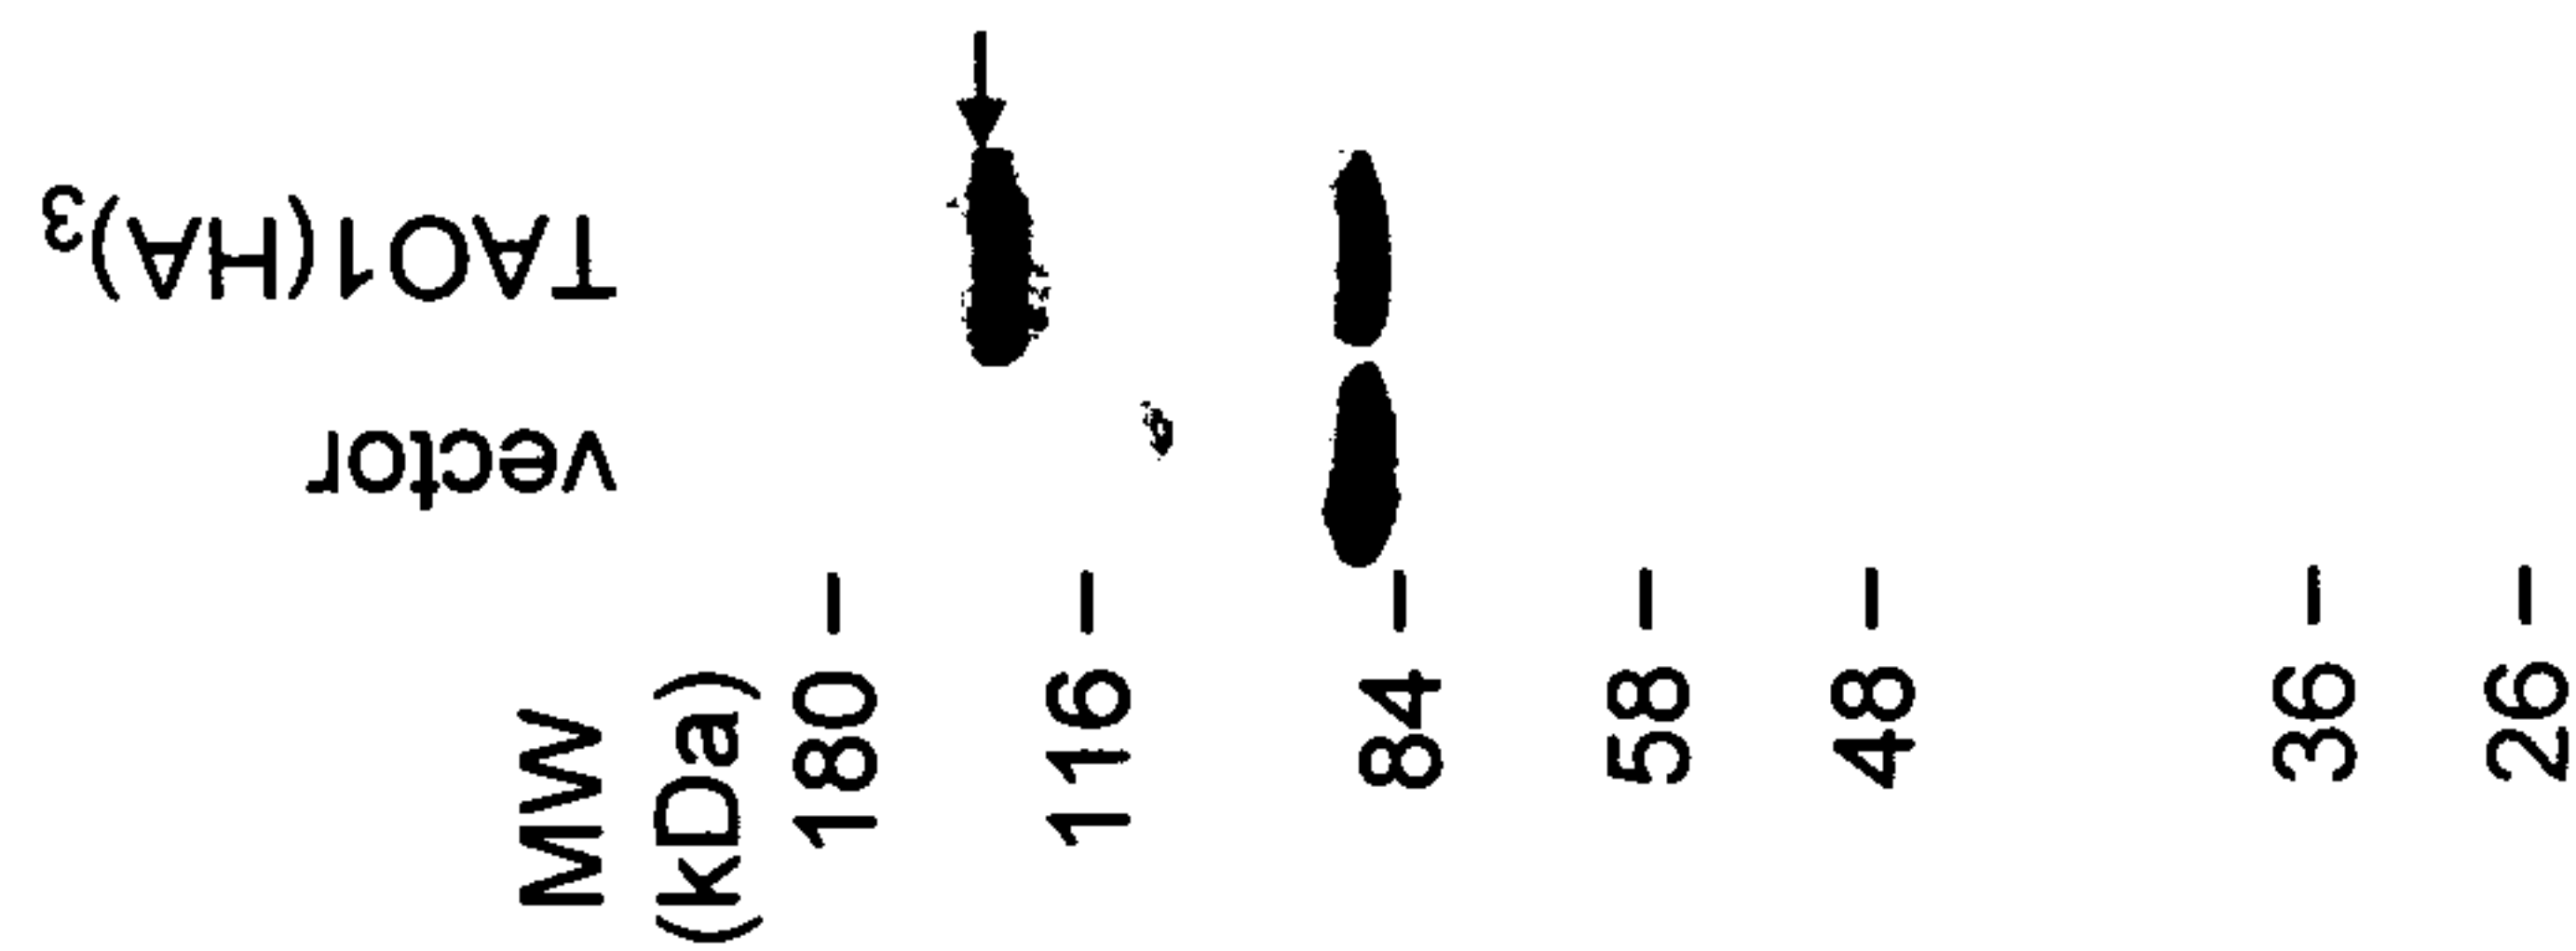 TAO1(HA)3
vector
MW
(kDa)
180 –
116 –
84 –
58 –
48 –
36 –
26 –